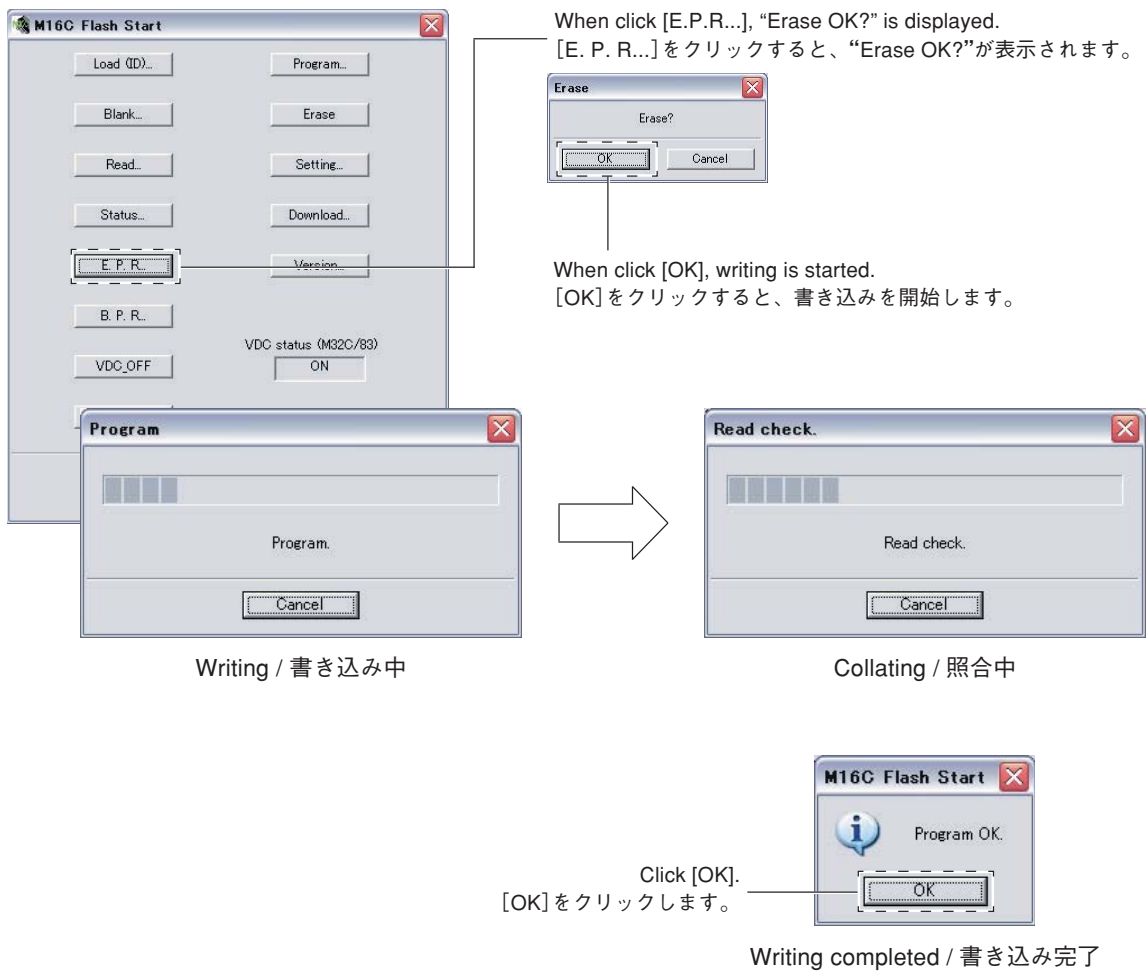 M16C Flash Start
Load (ID)...
Program...
Blank...
Erase
Read...
Setting...
Status...
Download...
E. P. R...
Version...
B. P. R...
VDC_OFF
VDC status (M32C/83)
ON
When click [E.P.R...], “Erase OK?” is displayed.
[E. P. R...]をクリックすると、“Erase OK?”が表示されます。
Erase
Erase?
OK
Cancel
When click [OK], writing is started.
[OK]をクリックすると、書き込みを開始します。
Program
Program.
Cancel
Writing / 書き込み中
Read check.
Read check.
Cancel
Collating / 照合中
M16C Flash Start
Program OK.
OK
Click [OK].
[OK]をクリックします。
Writing completed / 書き込み完了